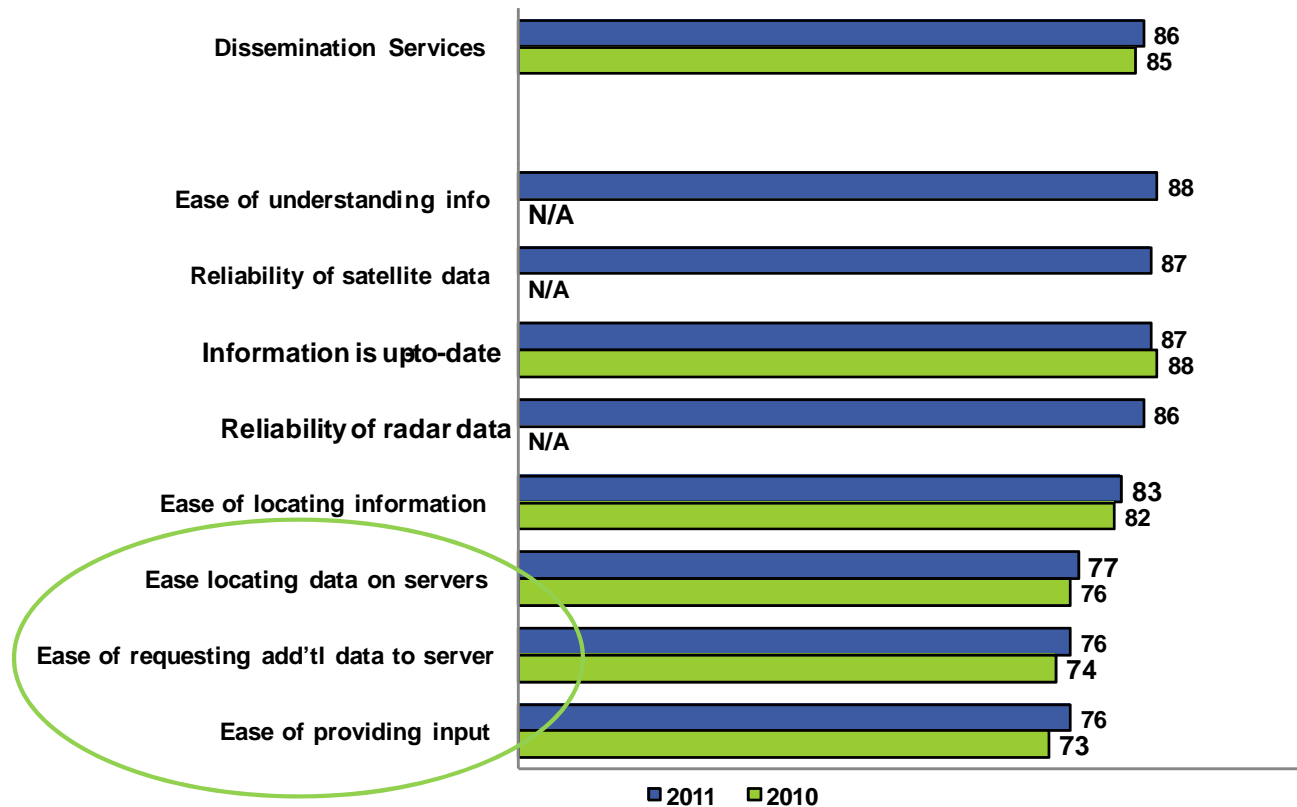 Dissemination Services
86
85
Ease of understanding info
88
N/A
Reliability of satellite data
87
N/A
Information is upto-date
87
88
Reliability of radar data
86
N/A
Ease of locating information
83
82
Ease locating data on servers
77
76
Ease of requesting add'tl data to server
76
74
Ease of providing input
76
73
2011 2010